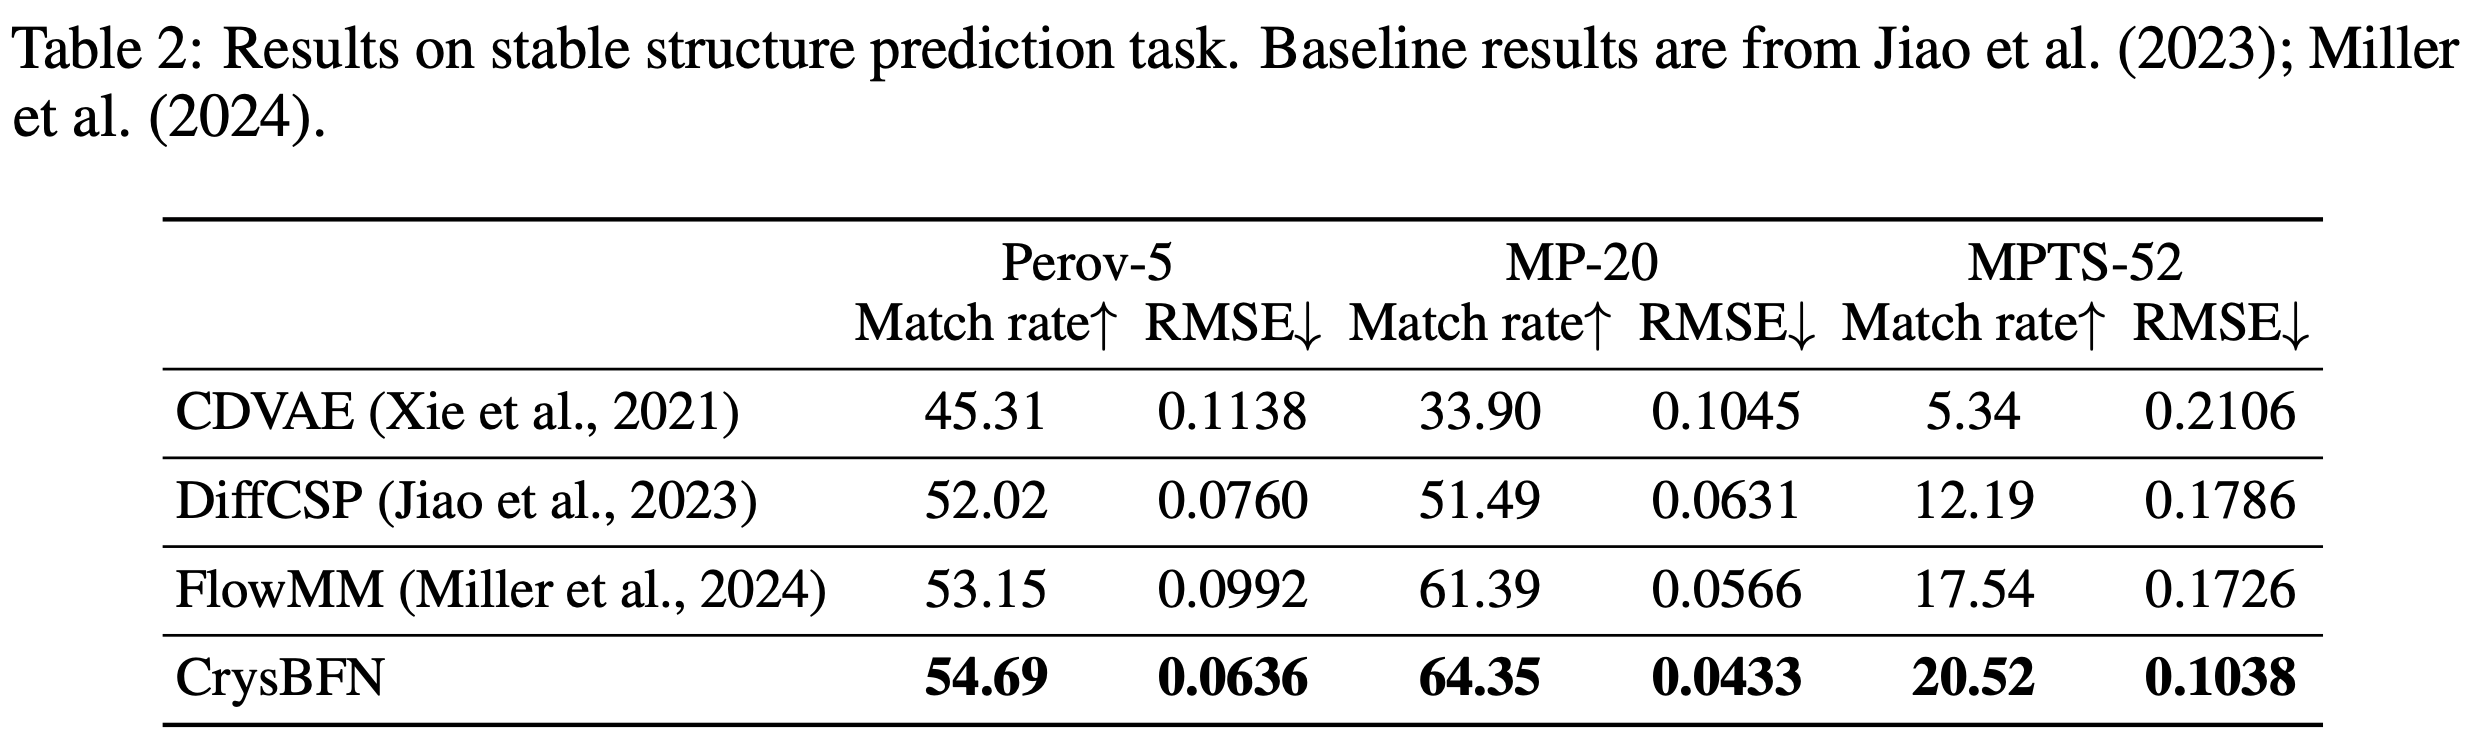 Table 2: Results on stable structure prediction task. Baseline results are from Jiao et al. (2023); Miller
et al. (2024).
Perov-5 MP-20 MPTS-52
Match rate↑ RMSE↓ Match rate↑ RMSE↓ Match rate↑ RMSE↓
CDVAE (Xie et al., 2021) 45.31 0.1138 33.90 0.1045 5.34 0.2106
DiffCSP (Jiao et al., 2023) 52.02 0.0760 51.49 0.0631 12.19 0.1786
FlowMM (Miller et al., 2024) 53.15 0.0992 61.39 0.0566 17.54 0.1726
CrysBFN 54.69 0.0636 64.35 0.0433 20.52 0.1038